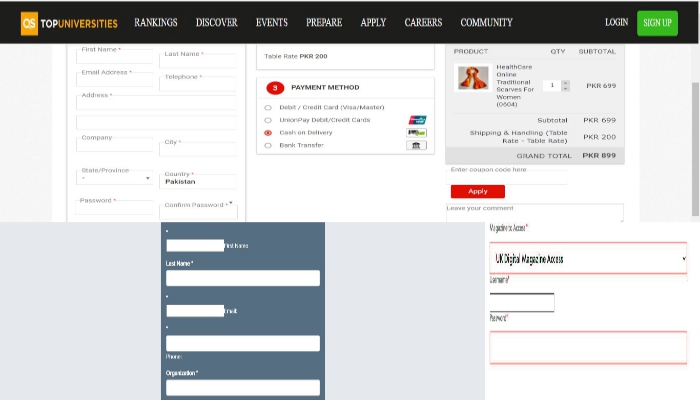 QS TOPUNIVERSITIES RANKINGS DISCOVER EVENTS PREPARE APPLY CAREERS COMMUNITY LOGIN SIGN UP
First Name *
Last Name *
Email Address *
Telephone *
Address *
Company
City *
State/Province
*
Country *
Pakistan
Password *
Confirm Password *
Table Rate PKR 200
3 PAYMENT METHOD
Debit / Credit Card (Visa/Master)
UnionPay Debit/Credit Cards
Cash on Delivery
Bank Transfer
PRODUCT QTY SUBTOTAL
HealthCare
Online
Traditional
Scarves For
Women
(0604)
1
PKR 699
Subtotal PKR 699
Shipping & Handling (Table
Rate - Table Rate)
PKR 200
GRAND TOTAL PKR 899
Enter coupon code here
Apply
Leave your comment
*
First Name
Last Name *
*
Email:
*
Phone:
Organization *
Magazine to Access*
UK Digital Magazine Access
Username*
Password*